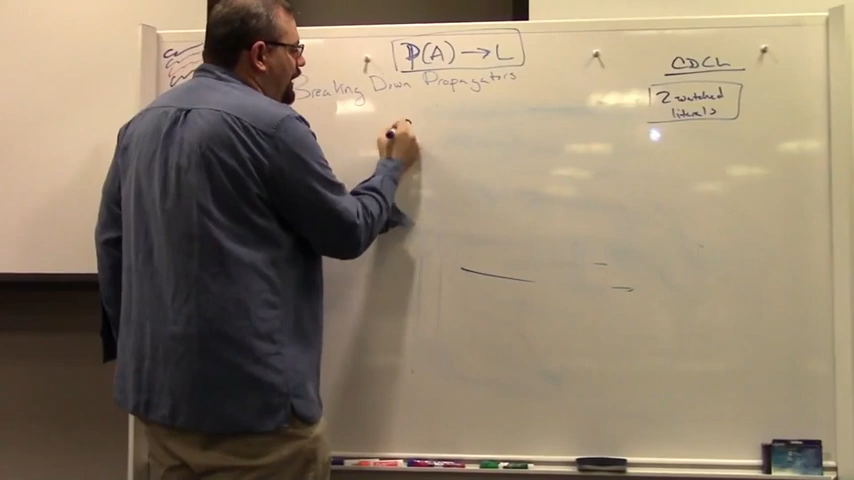 P(A) → L
Breaking Down Propagators
CDCL
2 watched
literals